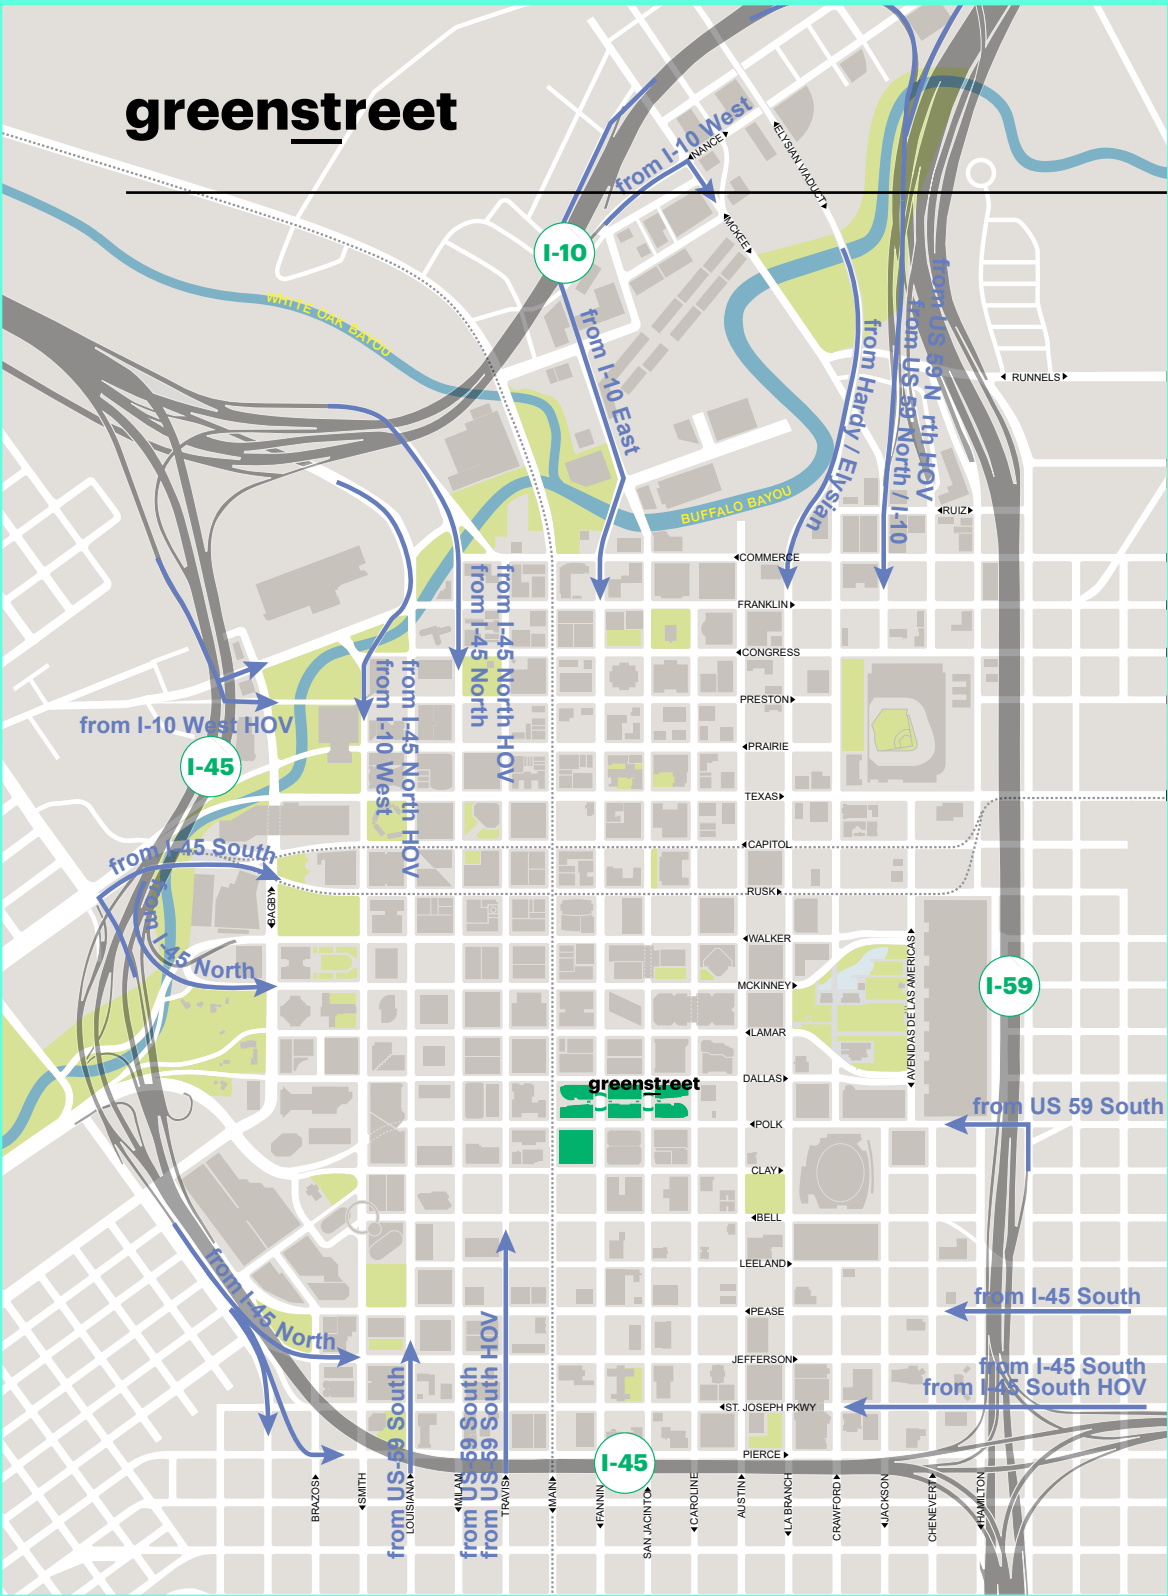 greenstreet
from I-10 West
NANCE
ELYSIAN VIADUCT
MCKEE
I-10
WHITE OAK BAYOU
from I-10 East
from Hardy / Elysian
from US 59 North / I-10
from US 59 N rth HOV
RUNNELS
BUFFALO BAYOU
RUIZ
COMMERCE
FRANKLIN
CONGRESS
PRESTON
PRAIRIE
TEXAS
CAPITOL
RUSK
WALKER
MCKINNEY
LAMAR
DALLAS
POLK
CLAY
BELL
LEELAND
PEASE
JEFFERSON
ST. JOSEPH PKWY
PIERCE
from I-45 North HOV
from I-45 North
from I-45 North HOV
from I-10 West
from I-10 West HOV
I-45
from I-45 South
BAGBY
from I-45 North
AVENIDAS DE LAS AMERICAS
I-59
greenstreet
from US 59 South
from I-45 North
from I-45 South
from I-45 South
from I-45 South HOV
from US-59 South
from US-59 South
from US-59 South HOV
I-45
BRAZOS
SMITH
LOUISIANA
MILAM
TRAVIS
MAIN
FANNIN
SAN JACINTO
CAROLINE
AUSTIN
LA BRANCH
CRAWFORD
JACKSON
CHENEVERT
HAMILTON